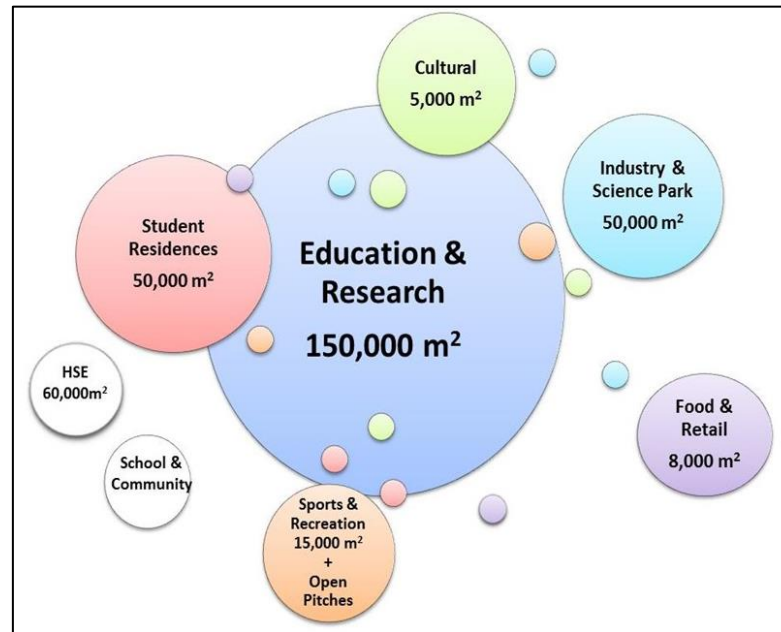 Cultural
5,000 m²
Industry &
Science Park
50,000 m²
Student
Residences
50,000 m²
Education &
Research
150,000 m²
HSE
60,000m²
Food &
Retail
8,000 m²
School &
Community
Sports &
Recreation
15,000 m²
+
Open
Pitches